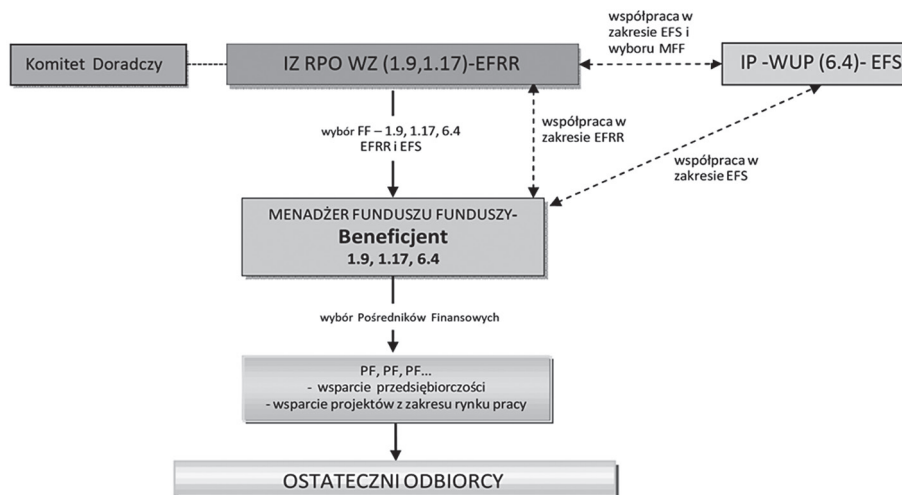 współpraca w
zakresie EFS i
wyboru MFF
Komitet Doradczy
IZ RPO WZ (1.9,1.17)-EFRR
IP -WUP (6.4)- EFS
wybór FF – 1.9, 1.17, 6.4
EFRR i EFS
współpraca w
zakresie EFRR
współpraca w
zakresie EFS
MENADŻER FUNDUSZU FUNDUSZY-
Beneficjent
1.9, 1.17, 6.4
wybór Pośredników Finansowych
PF, PF, PF...
- wsparcie przedsiębiorczości
- wsparcie projektów z zakresu rynku pracy
OSTATECZNI ODBIORCY